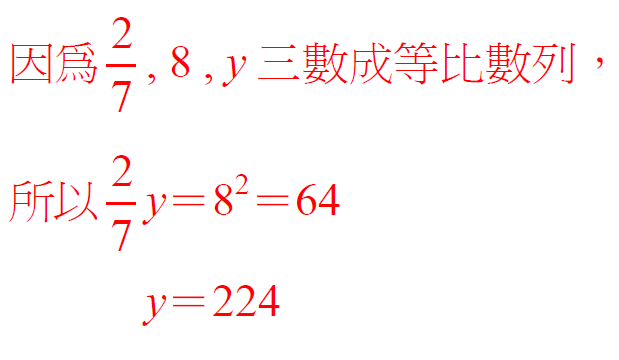 因爲 2/7 , 8 , y 三數成等比數列，
所以 2/7 y＝8²＝64
y＝224